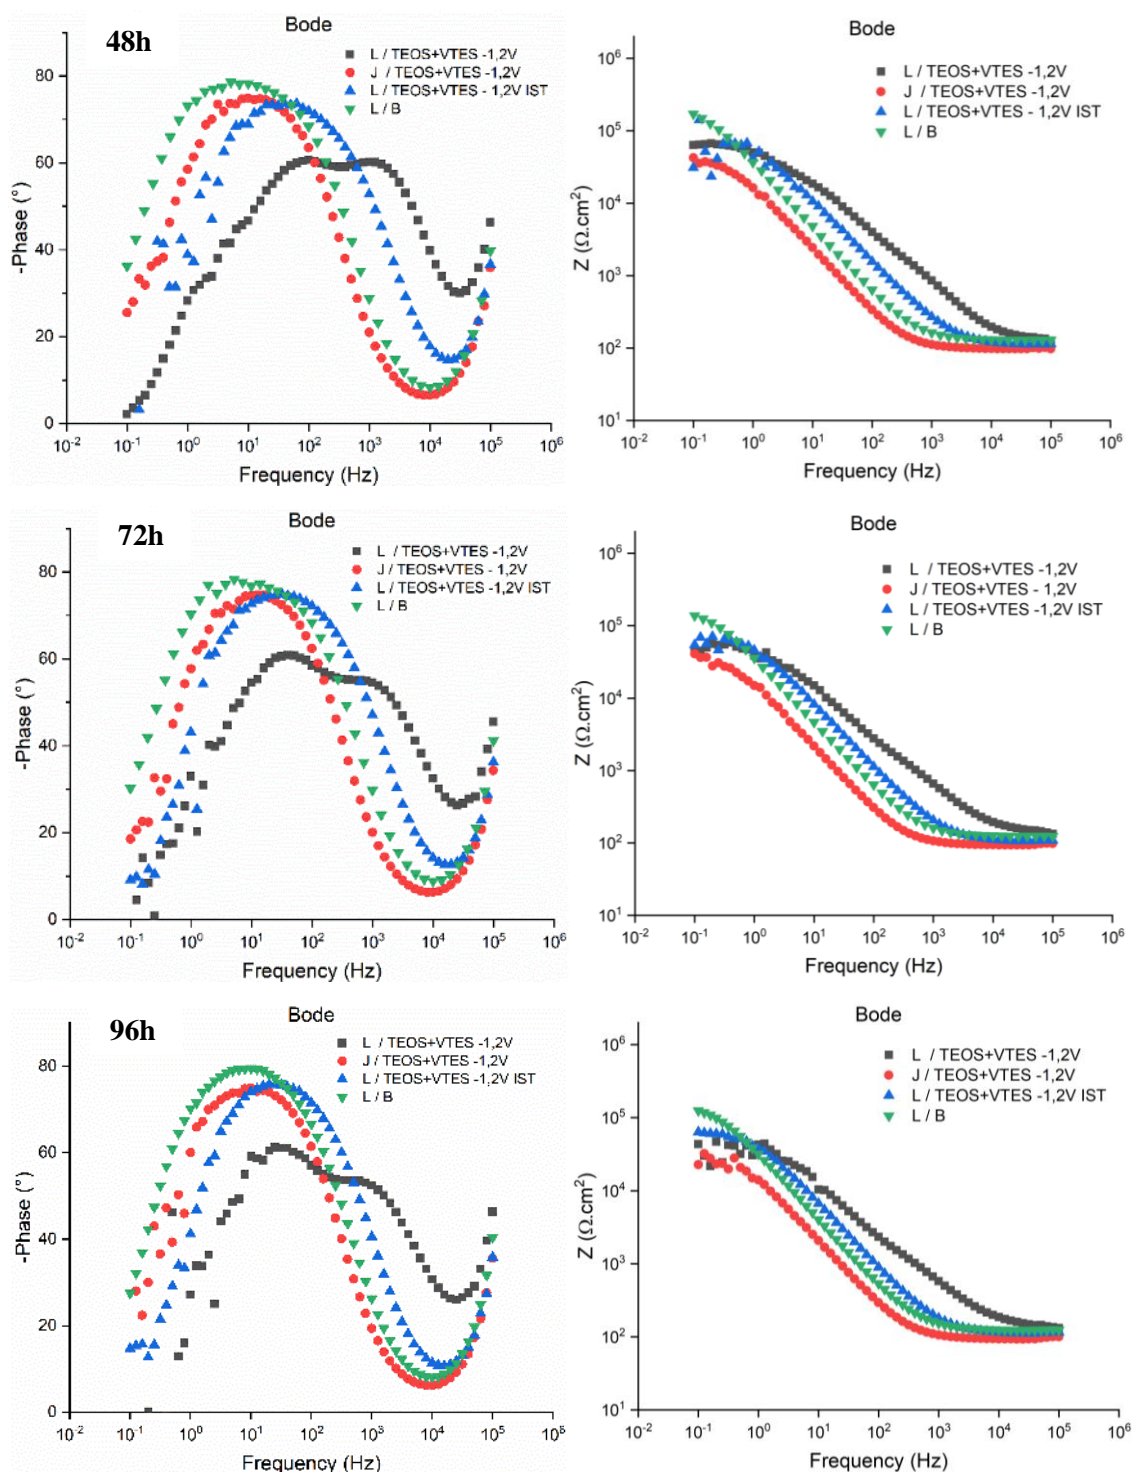 48h
Bode
L / TEOS+VTES -1,2V
J / TEOS+VTES -1,2V
L / TEOS+VTES - 1,2V IST
L / B
-Phase (°)
80
60
40
20
0
10-2 10-1 100 101 102 103 104 105 106
Frequency (Hz)
Bode
L / TEOS+VTES -1,2V
J / TEOS+VTES -1,2V
L / TEOS+VTES - 1,2V IST
L / B
Z (Ω.cm2)
106
105
104
103
102
101
10-2 10-1 100 101 102 103 104 105 106
Frequency (Hz)
72h
Bode
L / TEOS+VTES -1,2V
J / TEOS+VTES - 1,2V
L / TEOS+VTES -1,2V IST
L / B
-Phase (°)
80
60
40
20
0
10-2 10-1 100 101 102 103 104 105 106
Frequency (Hz)
Bode
L / TEOS+VTES -1,2V
J / TEOS+VTES - 1,2V
L / TEOS+VTES -1,2V IST
L / B
Z (Ω.cm2)
106
105
104
103
102
101
10-2 10-1 100 101 102 103 104 105 106
Frequency (Hz)
96h
Bode
L / TEOS+VTES -1,2V
J / TEOS+VTES -1,2V
L / TEOS+VTES -1,2V IST
L / B
-Phase (°)
80
60
40
20
0
10-2 10-1 100 101 102 103 104 105 106
Frequency (Hz)
Bode
L / TEOS+VTES -1,2V
J / TEOS+VTES -1,2V
L / TEOS+VTES -1,2V IST
L / B
Z (Ω.cm2)
106
105
104
103
102
101
10-2 10-1 100 101 102 103 104 105 106
Frequency (Hz)